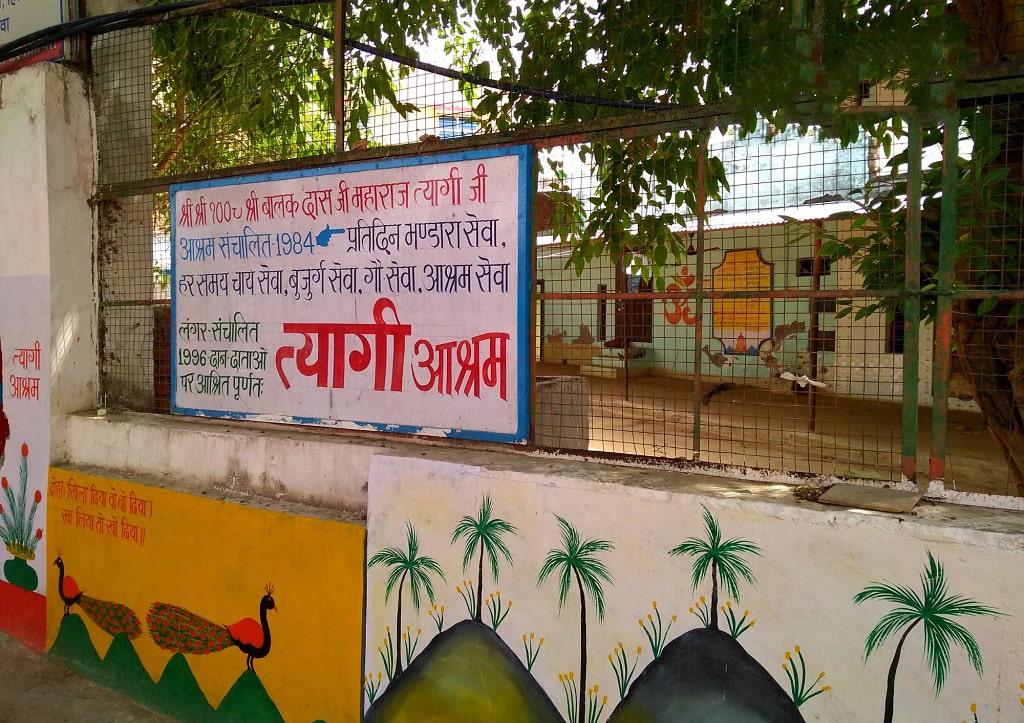 वा
श्री श्री १००८ श्री बालक दास जी महाराज त्यागी जी
आश्रम संचालित-1984 प्रतिदिन भण्डारा सेवा,
हर समय चाय सेवा, बुजुर्ग सेवा, गौ सेवा, आश्रम सेवा
लंगर-संचालित
1996 दान-दाताओ
पर आश्रित पूर्णतः
त्यागी आश्रम
त्यागी
आश्रम
दोहा: खिला दिया वो बो दिया।
खा लिया तो खो दिया॥
ॐ